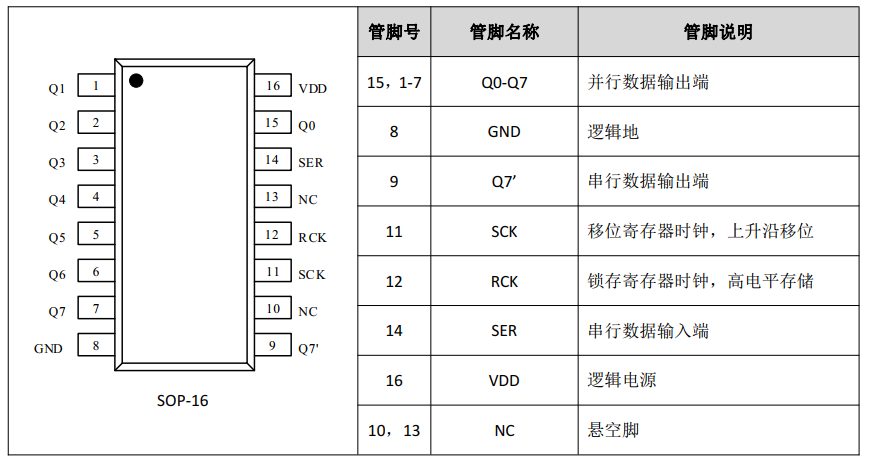 Q1 1
Q2 2
Q3 3
Q4 4
Q5 5
Q6 6
Q7 7
GND 8
16 VDD
15 Q0
14 SER
13 NC
12 RCK
11 SCK
10 NC
9 Q7'
SOP-16
管脚号 管脚名称 管脚说明
15，1-7 Q0-Q7 并行数据输出端
8 GND 逻辑地
9 Q7’ 串行数据输出端
11 SCK 移位寄存器时钟，上升沿移位
12 RCK 锁存寄存器时钟，高电平存储
14 SER 串行数据输入端
16 VDD 逻辑电源
10，13 NC 悬空脚